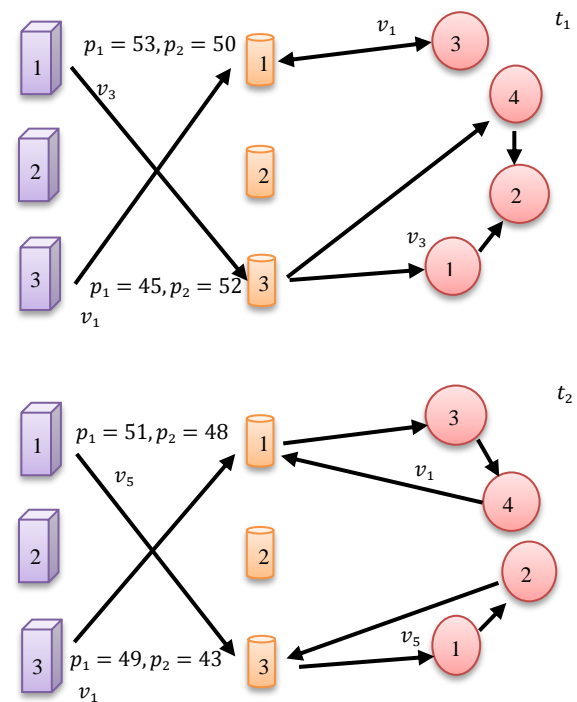 t₁
p₁ = 53, p₂ = 50
v₁
1
1
3
v₃
4
2
2
2
v₃
3
3
1
p₁ = 45, p₂ = 52
v₁
t₂
p₁ = 51, p₂ = 48
1
1
3
v₅
v₁
4
2
2
2
v₅
3
3
1
p₁ = 49, p₂ = 43
v₁